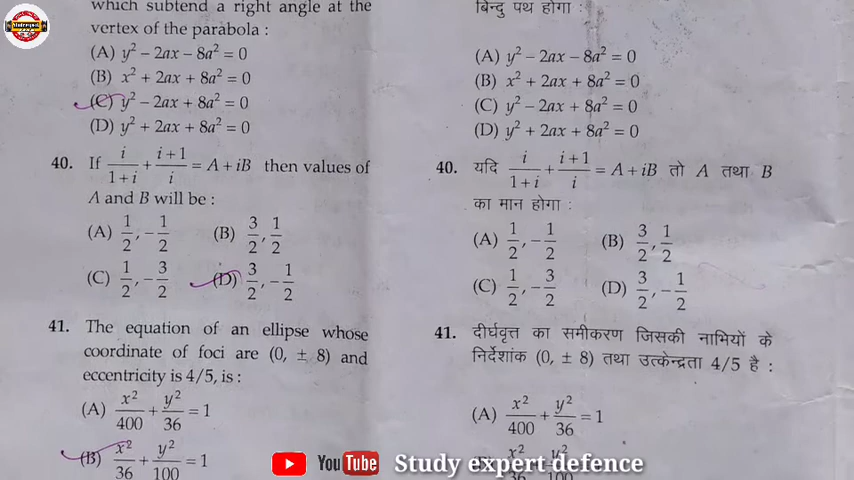 which subtend a right angle at the
vertex of the parabola :
(A) y² – 2ax – 8a² = 0
(B) x² + 2ax + 8a² = 0
(C) y² – 2ax + 8a² = 0
(D) y² + 2ax + 8a² = 0
40. If i/(1+i) + (i+1)/i = A + iB then values of
A and B will be :
(A) 1/2, –1/2 (B) 3/2, 1/2
(C) 1/2, –3/2 (D) 3/2, –1/2
41. The equation of an ellipse whose
coordinate of foci are (0, ± 8) and
eccentricity is 4/5, is :
(A) x²/400 + y²/36 = 1
(B) x²/36 + y²/100 = 1
बिन्दु पथ होगा :
(A) y² – 2ax – 8a² = 0
(B) x² + 2ax + 8a² = 0
(C) y² – 2ax + 8a² = 0
(D) y² + 2ax + 8a² = 0
40. यदि i/(1+i) + (i+1)/i = A + iB तो A तथा B
का मान होगा :
(A) 1/2, –1/2 (B) 3/2, 1/2
(C) 1/2, –3/2 (D) 3/2, –1/2
41. दीर्घवृत्त का समीकरण जिसकी नाभियों के
निर्देशांक (0, ± 8) तथा उत्केन्द्रता 4/5 है :
(A) x²/400 + y²/36 = 1
x² y²
100
YouTube Study expert defence